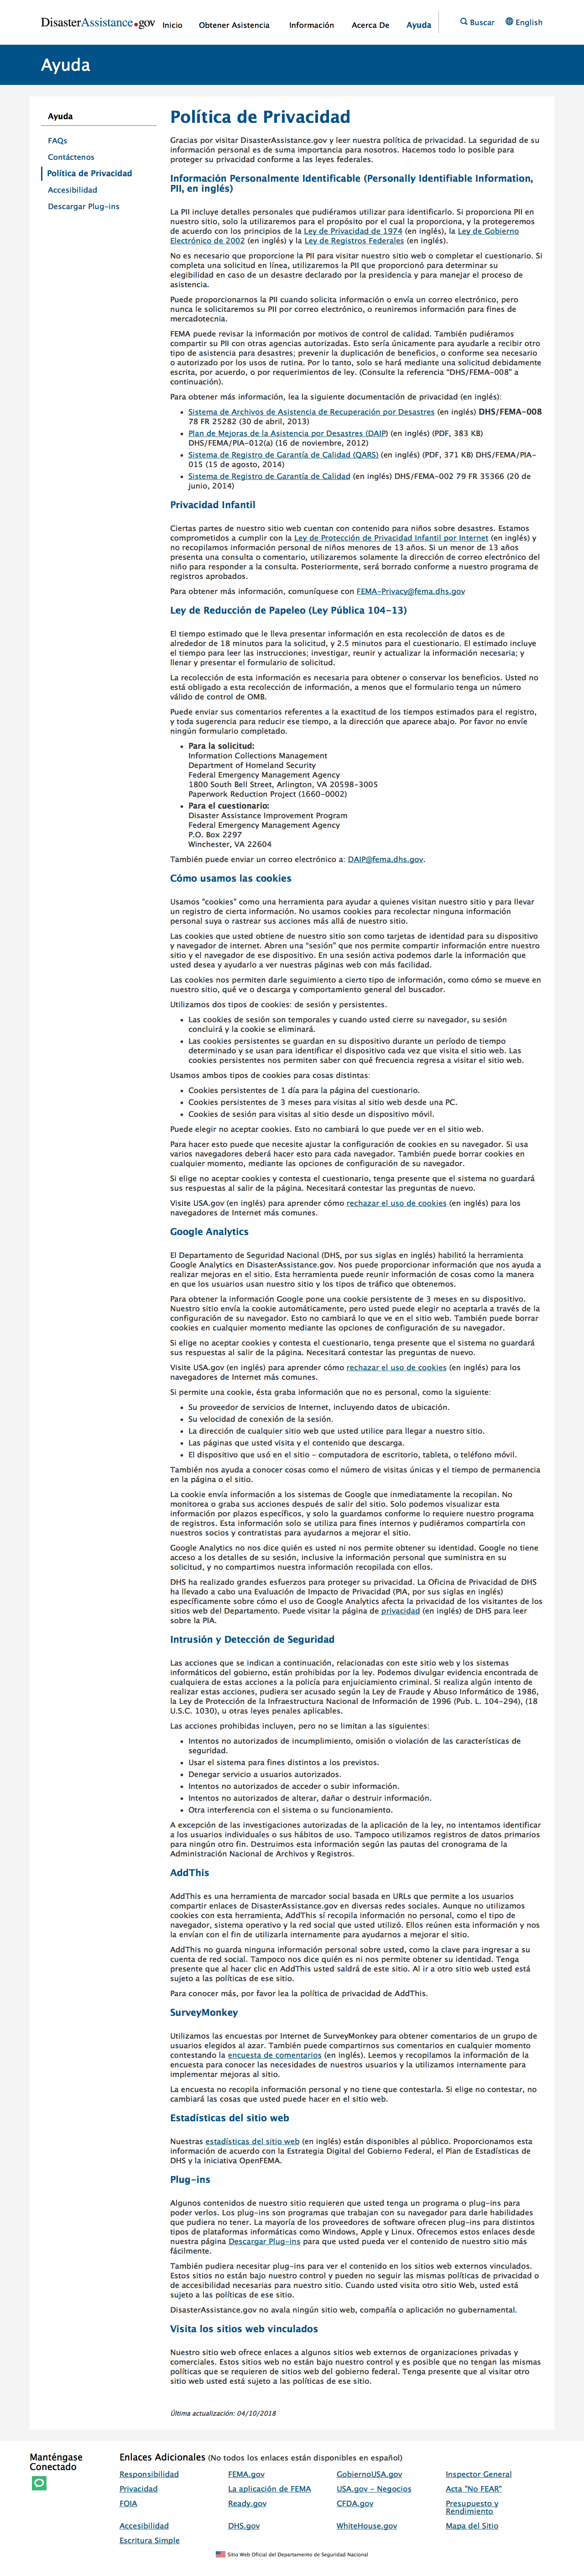 DisasterAssistance.gov
Inicio
Obtener Asistencia
Información
Acerca De
Ayuda
Buscar
English
Ayuda
Ayuda
FAQs
Contáctenos
Política de Privacidad
Accesibilidad
Descargar Plug-ins
Política de Privacidad
Gracias por visitar DisasterAssistance.gov y leer nuestra política de privacidad. La seguridad de su
información personal es de suma importancia para nosotros. Hacemos todo lo posible para
proteger su privacidad conforme a las leyes federales.
Información Personalmente Identificable (Personally Identifiable Information,
PII, en inglés)
La PII incluye detalles personales que pudiéramos utilizar para identificarlo. Si proporciona PII en
nuestro sitio, solo la utilizaremos para el propósito por el cual la proporciona, y la protegeremos
de acuerdo con los principios de la Ley de Privacidad de 1974 (en inglés), la Ley de Gobierno
Electrónico de 2002 (en inglés) y la Ley de Registros Federales (en inglés).
No es necesario que proporcione la PII para visitar nuestro sitio web o completar el cuestionario. Si
completa una solicitud en línea, utilizaremos la PII que proporcionó para determinar su
elegibilidad en caso de un desastre declarado por la presidencia y para manejar el proceso de
asistencia.
Puede proporcionarnos la PII cuando solicita información o envía un correo electrónico, pero
nunca le solicitaremos su PII por correo electrónico, o reuniremos información para fines de
mercadotecnia.
FEMA puede revisar la información por motivos de control de calidad. También pudiéramos
compartir su PII con otras agencias autorizadas. Esto sería únicamente para ayudarle a recibir otro
tipo de asistencia para desastres; prevenir la duplicación de beneficios, o conforme sea necesario
o autorizado por los usos de rutina. Por lo tanto, solo se hará mediante una solicitud debidamente
escrita, por acuerdo, o por requerimientos de ley. (Consulte la referencia "DHS/FEMA-008" a
continuación).
Para obtener más información, lea la siguiente documentación de privacidad (en inglés):
• Sistema de Archivos de Asistencia de Recuperación por Desastres (en inglés) DHS/FEMA-008
78 FR 25282 (30 de abril, 2013)
• Plan de Mejoras de la Asistencia por Desastres (DAIP) (en inglés) (PDF, 383 KB)
DHS/FEMA/PIA-012(a) (16 de noviembre, 2012)
• Sistema de Registro de Garantía de Calidad (QARS) (en inglés) (PDF, 371 KB) DHS/FEMA/PIA-
015 (15 de agosto, 2014)
• Sistema de Registro de Garantía de Calidad (en inglés) DHS/FEMA-002 79 FR 35366 (20 de
junio, 2014)
Privacidad Infantil
Ciertas partes de nuestro sitio web cuentan con contenido para niños sobre desastres. Estamos
comprometidos a cumplir con la Ley de Protección de Privacidad Infantil por Internet (en inglés) y
no recopilamos información personal de niños menores de 13 años. Si un menor de 13 años
presenta una consulta o comentario, utilizaremos solamente la dirección de correo electrónico del
niño para responder a la consulta. Posteriormente, será borrado conforme a nuestro programa de
registros aprobados.
Para obtener más información, comuníquese con FEMA-Privacy@fema.dhs.gov
Ley de Reducción de Papeleo (Ley Pública 104-13)
El tiempo estimado que le lleva presentar información en esta recolección de datos es de
alrededor de 18 minutos para la solicitud, y 2.5 minutos para el cuestionario. El estimado incluye
el tiempo para leer las instrucciones; investigar, reunir y actualizar la información necesaria; y
llenar y presentar el formulario de solicitud.
La recolección de esta información es necesaria para obtener o conservar los beneficios. Usted no
está obligado a esta recolección de información, a menos que el formulario tenga un número
válido de control de OMB.
Puede enviar sus comentarios referentes a la exactitud de los tiempos estimados para el registro,
y toda sugerencia para reducir ese tiempo, a la dirección que aparece abajo. Por favor no envíe
ningún formulario completado.
• Para la solicitud:
Information Collections Management
Department of Homeland Security
Federal Emergency Management Agency
1800 South Bell Street, Arlington, VA 20598-3005
Paperwork Reduction Project (1660-0002)
• Para el cuestionario:
Disaster Assistance Improvement Program
Federal Emergency Management Agency
P.O. Box 2297
Winchester, VA 22604
También puede enviar un correo electrónico a: DAIP@fema.dhs.gov.
Cómo usamos las cookies
Usamos "cookies" como una herramienta para ayudar a quienes visitan nuestro sitio y para llevar
un registro de cierta información. No usamos cookies para recolectar ninguna información
personal suya o rastrear sus acciones más allá de nuestro sitio.
Las cookies que usted obtiene de nuestro sitio son como tarjetas de identidad para su dispositivo
y navegador de internet. Abren una "sesión" que nos permite compartir información entre nuestro
sitio y el navegador de ese dispositivo. En una sesión activa podemos darle la información que
usted desea y ayudarlo a ver nuestras páginas web con más facilidad.
Las cookies nos permiten darle seguimiento a cierto tipo de información, como cómo se mueve en
nuestro sitio, qué ve o descarga y comportamiento general del buscador.
Utilizamos dos tipos de cookies: de sesión y persistentes.
• Las cookies de sesión son temporales y cuando usted cierre su navegador, su sesión
concluirá y la cookie se eliminará.
• Las cookies persistentes se guardan en su dispositivo durante un período de tiempo
determinado y se usan para identificar el dispositivo cada vez que visita el sitio web. Las
cookies persistentes nos permiten saber con qué frecuencia regresa a visitar el sitio web.
Usamos ambos tipos de cookies para cosas distintas:
• Cookies persistentes de 1 día para la página del cuestionario.
• Cookies persistentes de 3 meses para visitas al sitio web desde una PC.
• Cookies de sesión para visitas al sitio desde un dispositivo móvil.
Puede elegir no aceptar cookies. Esto no cambiará lo que puede ver en el sitio web.
Para hacer esto puede que necesite ajustar la configuración de cookies en su navegador. Si usa
varios navegadores deberá hacer esto para cada navegador. También puede borrar cookies en
cualquier momento, mediante las opciones de configuración de su navegador.
Si elige no aceptar cookies y contesta el cuestionario, tenga presente que el sistema no guardará
sus respuestas al salir de la página. Necesitará contestar las preguntas de nuevo.
Visite USA.gov (en inglés) para aprender cómo rechazar el uso de cookies (en inglés) para los
navegadores de Internet más comunes.
Google Analytics
El Departamento de Seguridad Nacional (DHS, por sus siglas en inglés) habilitó la herramienta
Google Analytics en DisasterAssistance.gov. Nos puede proporcionar información que nos ayuda a
realizar mejoras en el sitio. Esta herramienta puede reunir información de cosas como la manera
en que los usuarios usan nuestro sitio y los tipos de tráfico que obtenemos.
Para obtener la información Google pone una cookie persistente de 3 meses en su dispositivo.
Nuestro sitio envía la cookie automáticamente, pero usted puede elegir no aceptarla a través de la
configuración de su navegador. Esto no cambiará lo que ve en el sitio web. También puede borrar
cookies en cualquier momento mediante las opciones de configuración de su navegador.
Si elige no aceptar cookies y contesta el cuestionario, tenga presente que el sistema no guardará
sus respuestas al salir de la página. Necesitará contestar las preguntas de nuevo.
Visite USA.gov (en inglés) para aprender cómo rechazar el uso de cookies (en inglés) para los
navegadores de Internet más comunes.
Si permite una cookie, ésta graba información que no es personal, como la siguiente:
• Su proveedor de servicios de Internet, incluyendo datos de ubicación.
• Su velocidad de conexión de la sesión.
• La dirección de cualquier sitio web que usted utilice para llegar a nuestro sitio.
• Las páginas que usted visita y el contenido que descarga.
• El dispositivo que usó en el sitio – computadora de escritorio, tableta, o teléfono móvil.
También nos ayuda a conocer cosas como el número de visitas únicas y el tiempo de permanencia
en la página o el sitio.
La cookie envía información a los sistemas de Google que inmediatamente la recopilan. No
monitorea o graba sus acciones después de salir del sitio. Solo podemos visualizar esta
información por plazos específicos, y solo la guardamos conforme lo requiere nuestro programa
de registros. Esta información solo se utiliza para fines internos y pudiéramos compartirla con
nuestros socios y contratistas para ayudarnos a mejorar el sitio.
Google Analytics no nos dice quién es usted ni nos permite obtener su identidad. Google no tiene
acceso a los detalles de su sesión, inclusive la información personal que suministra en su
solicitud, y no compartimos nuestra información recopilada con ellos.
DHS ha realizado grandes esfuerzos para proteger su privacidad. La Oficina de Privacidad de DHS
ha llevado a cabo una Evaluación de Impacto de Privacidad (PIA, por sus siglas en inglés)
específicamente sobre cómo el uso de Google Analytics afecta la privacidad de los visitantes de los
sitios web del Departamento. Puede visitar la página de privacidad (en inglés) de DHS para leer
sobre la PIA.
Intrusión y Detección de Seguridad
Las acciones que se indican a continuación, relacionadas con este sitio web y los sistemas
informáticos del gobierno, están prohibidas por la ley. Podemos divulgar evidencia encontrada de
cualquiera de estas acciones a la policía para enjuiciamiento criminal. Si realiza algún intento de
realizar estas acciones, pudiera ser acusado según la Ley de Fraude y Abuso Informático de 1986,
la Ley de Protección de la Infraestructura Nacional de Información de 1996 (Pub. L. 104-294), (18
U.S.C. 1030), u otras leyes penales aplicables.
Las acciones prohibidas incluyen, pero no se limitan a las siguientes:
• Intentos no autorizados de incumplimiento, omisión o violación de las características de
seguridad.
• Usar el sistema para fines distintos a los previstos.
• Denegar servicio a usuarios autorizados.
• Intentos no autorizados de acceder o subir información.
• Intentos no autorizados de alterar, dañar o destruir información.
• Otra interferencia con el sistema o su funcionamiento.
A excepción de las investigaciones autorizadas de la aplicación de la ley, no intentamos identificar
a los usuarios individuales o sus hábitos de uso. Tampoco utilizamos registros de datos primarios
para ningún otro fin. Destruimos esta información según las pautas del cronograma de la
Administración Nacional de Archivos y Registros.
AddThis
AddThis es una herramienta de marcador social basada en URLs que permite a los usuarios
compartir enlaces de DisasterAssistance.gov en diversas redes sociales. Aunque no utilizamos
cookies con esta herramienta, AddThis sí recopila información no personal, como el tipo de
navegador, sistema operativo y la red social que usted utilizó. Ellos reúnen esta información y nos
la envían con el fin de utilizarla internamente para ayudarnos a mejorar el sitio.
AddThis no guarda ninguna información personal sobre usted, como la clave para ingresar a su
cuenta de red social. Tampoco nos dice quién es ni nos permite obtener su identidad. Tenga
presente que al hacer clic en AddThis usted saldrá de este sitio. Al ir a otro sitio web usted está
sujeto a las políticas de ese sitio.
Para conocer más, por favor lea la política de privacidad de AddThis.
SurveyMonkey
Utilizamos las encuestas por Internet de SurveyMonkey para obtener comentarios de un grupo de
usuarios elegidos al azar. También puede compartirnos sus comentarios en cualquier momento
contestando la encuesta de comentarios (en inglés). Leemos y recopilamos la información de la
encuesta para conocer las necesidades de nuestros usuarios y la utilizamos internamente para
implementar mejoras al sitio.
La encuesta no recopila información personal y no tiene que contestarla. Si elige no contestar, no
cambiará las cosas que usted puede hacer en el sitio web.
Estadísticas del sitio web
Nuestras estadísticas del sitio web (en inglés) están disponibles al público. Proporcionamos esta
información de acuerdo con la Estrategia Digital del Gobierno Federal, el Plan de Estadísticas de
DHS y la iniciativa OpenFEMA.
Plug-ins
Algunos contenidos de nuestro sitio requieren que usted tenga un programa o plug-ins para
poder verlos. Los plug-ins son programas que trabajan con su navegador para darle habilidades
que pudiera no tener. La mayoría de los proveedores de software ofrecen plug-ins para distintos
tipos de plataformas informáticas como Windows, Apple y Linux. Ofrecemos estos enlaces desde
nuestra página Descargar Plug-ins para que usted pueda ver el contenido de nuestro sitio más
fácilmente.
También pudiera necesitar plug-ins para ver el contenido en los sitios web externos vinculados.
Estos sitios no están bajo nuestro control y pueden no seguir las mismas políticas de privacidad o
de accesibilidad necesarias para nuestro sitio. Cuando usted visita otro sitio Web, usted está
sujeto a las políticas de ese sitio.
DisasterAssistance.gov no avala ningún sitio web, compañía o aplicación no gubernamental.
Visita los sitios web vinculados
Nuestro sitio web ofrece enlaces a algunos sitios web externos de organizaciones privadas y
comerciales. Estos sitios web no están bajo nuestro control y es posible que no tengan las mismas
políticas que se requieren de sitios web del gobierno federal. Tenga presente que al visitar otro
sitio web usted está sujeto a las políticas de ese sitio.
Última actualización: 04/10/2018
Manténgase
Conectado
Enlaces Adicionales (No todos los enlaces están disponibles en español)
Responsibilidad
FEMA.gov
GobiernoUSA.gov
Inspector General
Privacidad
La aplicación de FEMA
USA.gov - Negocios
Acta "No FEAR"
FOIA
Ready.gov
CFDA.gov
Presupuesto y
Rendimiento
Accesibilidad
DHS.gov
WhiteHouse.gov
Mapa del Sitio
Escritura Simple
Sitio Web Oficial del Departamento de Seguridad Nacional